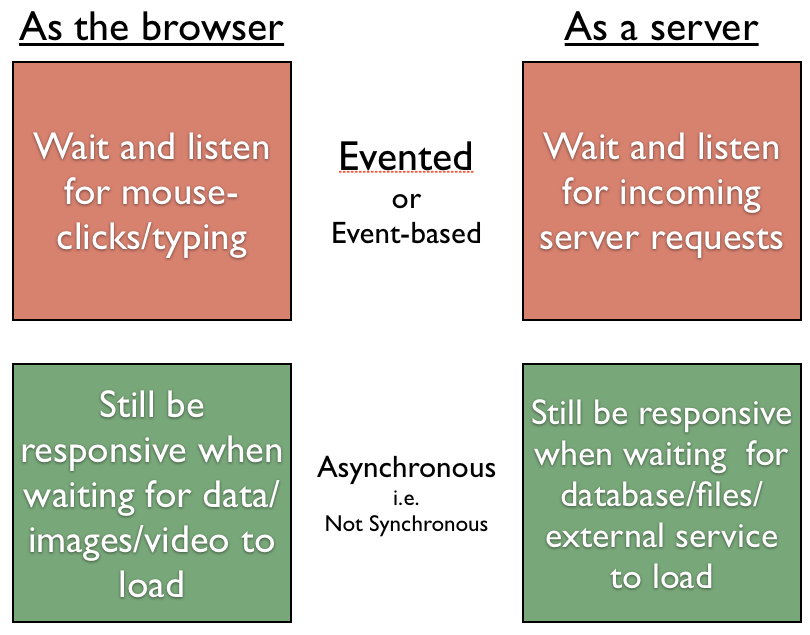 As the browser
As a server
Wait and listen
for mouse-
clicks/typing
Evented
or
Event-based
Wait and listen
for incoming
server requests
Still be
responsive when
waiting for data/
images/video to
load
Asynchronous
i.e.
Not Synchronous
Still be responsive
when waiting  for
database/files/
external service
to load